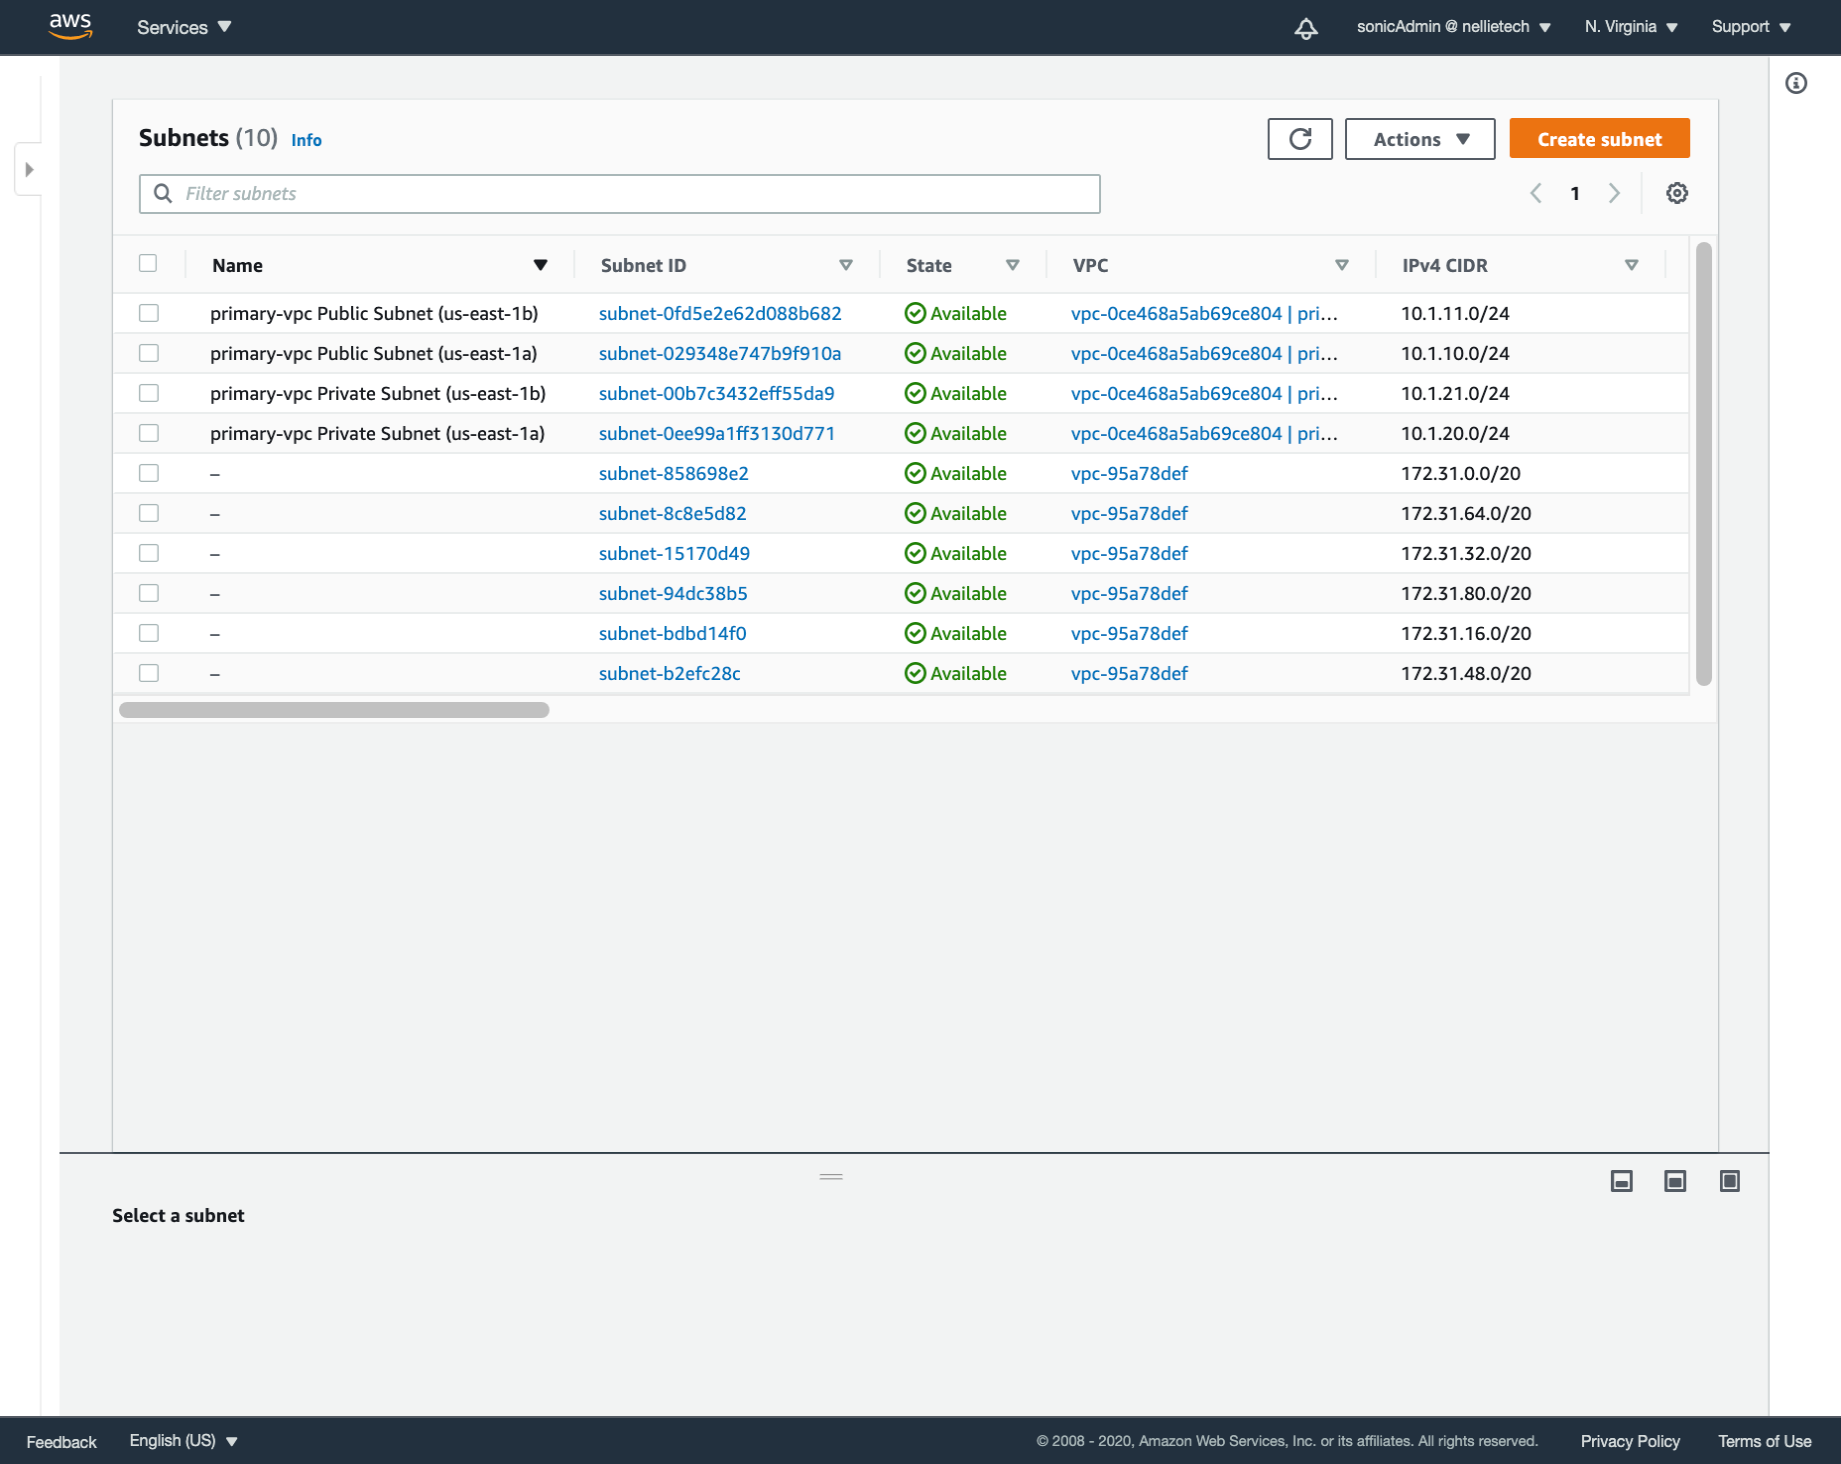 aws Services sonicAdmin @ nellietech N. Virginia Support
Subnets (10) Info Actions Create subnet
Filter subnets 1
Name Subnet ID State VPC IPv4 CIDR
primary-vpc Public Subnet (us-east-1b) subnet-0fd5e2e62d088b682 Available vpc-0ce468a5ab69ce804 | pri... 10.1.11.0/24
primary-vpc Public Subnet (us-east-1a) subnet-029348e747b9f910a Available vpc-0ce468a5ab69ce804 | pri... 10.1.10.0/24
primary-vpc Private Subnet (us-east-1b) subnet-00b7c3432eff55da9 Available vpc-0ce468a5ab69ce804 | pri... 10.1.21.0/24
primary-vpc Private Subnet (us-east-1a) subnet-0ee99a1ff3130d771 Available vpc-0ce468a5ab69ce804 | pri... 10.1.20.0/24
– subnet-858698e2 Available vpc-95a78def 172.31.0.0/20
– subnet-8c8e5d82 Available vpc-95a78def 172.31.64.0/20
– subnet-15170d49 Available vpc-95a78def 172.31.32.0/20
– subnet-94dc38b5 Available vpc-95a78def 172.31.80.0/20
– subnet-bdbd14f0 Available vpc-95a78def 172.31.16.0/20
– subnet-b2efc28c Available vpc-95a78def 172.31.48.0/20
Select a subnet
Feedback English (US) © 2008 - 2020, Amazon Web Services, Inc. or its affiliates. All rights reserved. Privacy Policy Terms of Use